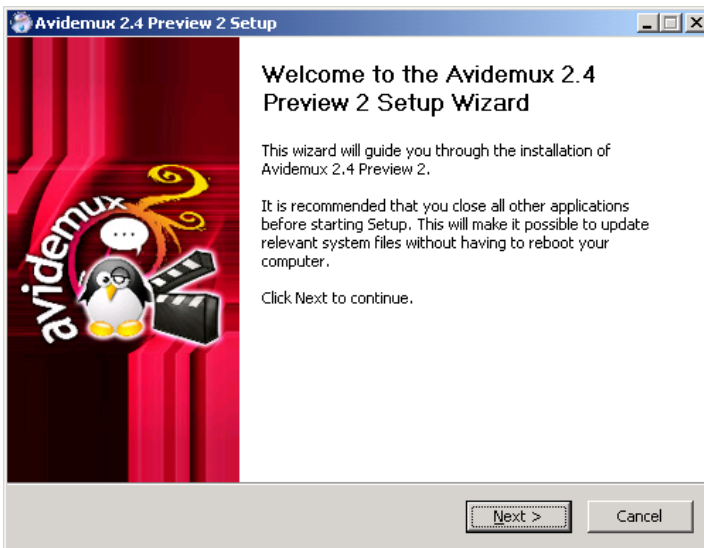 Avidemux 2.4 Preview 2 Setup
avidemux
2
Welcome to the Avidemux 2.4
Preview 2 Setup Wizard
This wizard will guide you through the installation of
Avidemux 2.4 Preview 2.
It is recommended that you close all other applications
before starting Setup. This will make it possible to update
relevant system files without having to reboot your
computer.
Click Next to continue.
Next >
Cancel